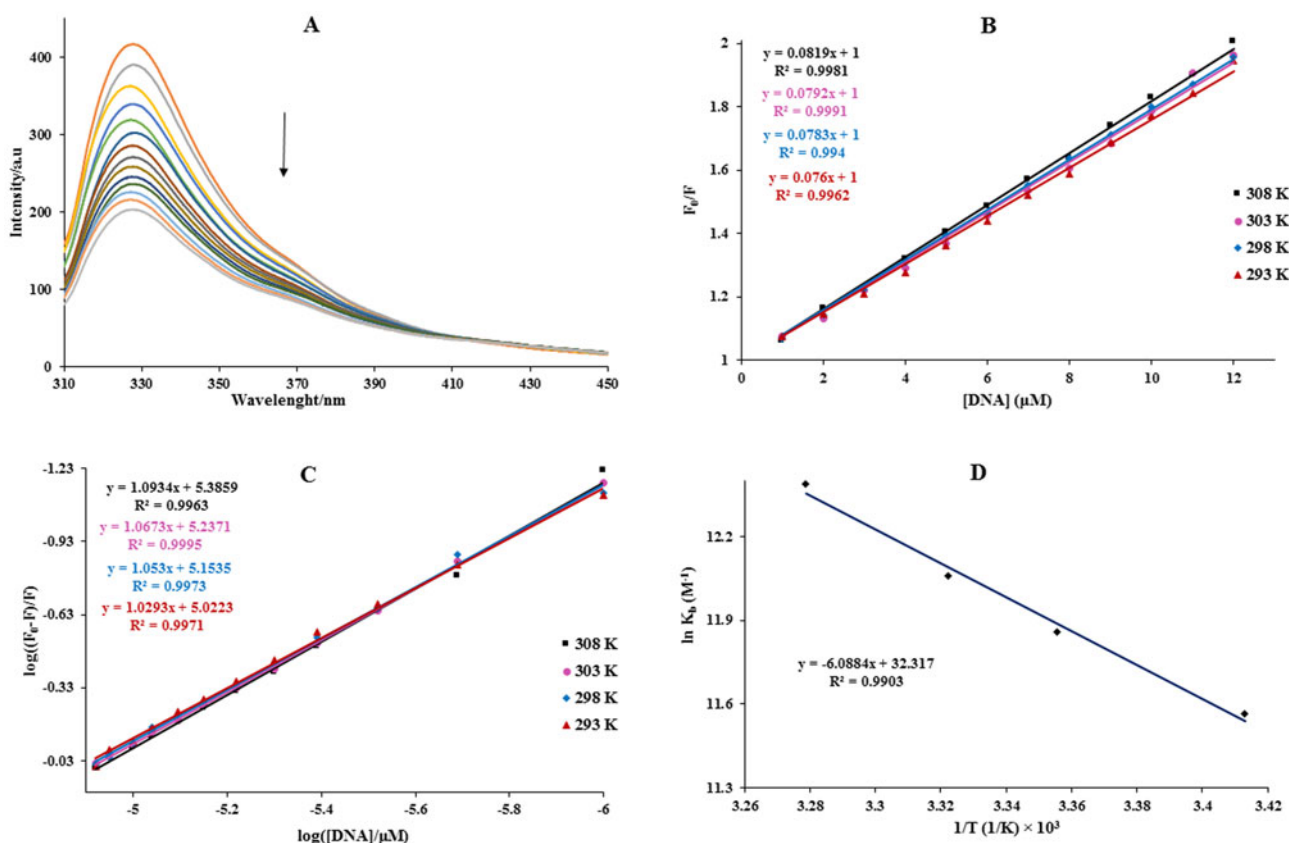 A
Intensity/a.u
400
300
200
100
0
310
330
350
370
390
410
430
450
Wavelenght/nm
B
y = 0.0819x + 1
R² = 0.9981
y = 0.0792x + 1
R² = 0.9991
y = 0.0783x + 1
R² = 0.994
y = 0.076x + 1
R² = 0.9962
F₀/F
2
1.8
1.6
1.4
1.2
1
308 K
303 K
298 K
293 K
0
2
4
6
8
10
12
[DNA] (µM)
C
y = 1.0934x + 5.3859
R² = 0.9963
y = 1.0673x + 5.2371
R² = 0.9995
y = 1.053x + 5.1535
R² = 0.9973
y = 1.0293x + 5.0223
R² = 0.9971
log((F₀-F)/F)
-1.23
-0.93
-0.63
-0.33
-0.03
308 K
303 K
298 K
293 K
-5
-5.2
-5.4
-5.6
-5.8
-6
log([DNA]/µM)
D
ln K_b (M⁻¹)
12.2
11.9
11.6
11.3
y = -6.0884x + 32.317
R² = 0.9903
3.26
3.28
3.3
3.32
3.34
3.36
3.38
3.4
3.42
1/T (1/K) × 10³